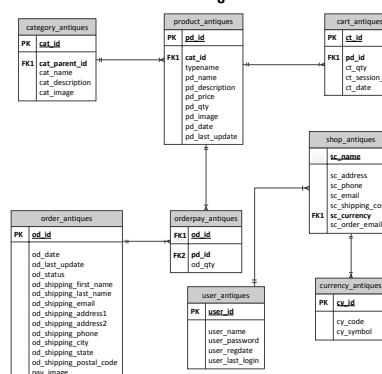 category_antiques
PK cat_id
FK1 cat_parent_id
cat_name
cat_description
cat_image
product_antiques
PK pd_id
FK1 cat_id
typename
pd_name
pd_description
pd_price
pd_qty
pd_image
pd_date
pd_last_update
cart_antiques
PK ct_id
FK1 pd_id
ct_qty
ct_session_
ct_date
shop_antiques
sc_name
sc_address
sc_phone
sc_email
sc_shipping_co
FK1 sc_currency
sc_order_email
order_antiques
PK od_id
od_date
od_last_update
od_status
od_shipping_first_name
od_shipping_last_name
od_shipping_email
od_shipping_address1
od_shipping_address2
od_shipping_phone
od_shipping_city
od_shipping_state
od_shipping_postal_code
pay_image
orderpay_antiques
FK1 od_id
FK2 pd_id
od_qty
user_antiques
PK user_id
user_name
user_password
user_regdate
user_last_login
currency_antiques
PK cy_id
cy_code
cy_symbol